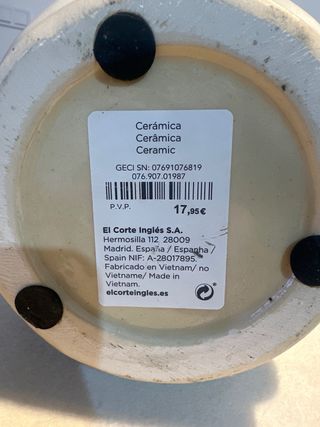 Cerámica
Cerâmica
Ceramic
GECI SN: 07691076819
076.907.01987
P.V.P. 17,95€
El Corte Inglés S.A.
Hermosilla 112 28009
Madrid. España / Espanha /
Spain NIF: A-28017895.
Fabricado en Vietnam/ no
Vietname/ Made in
Vietnam.
elcorteingles.es